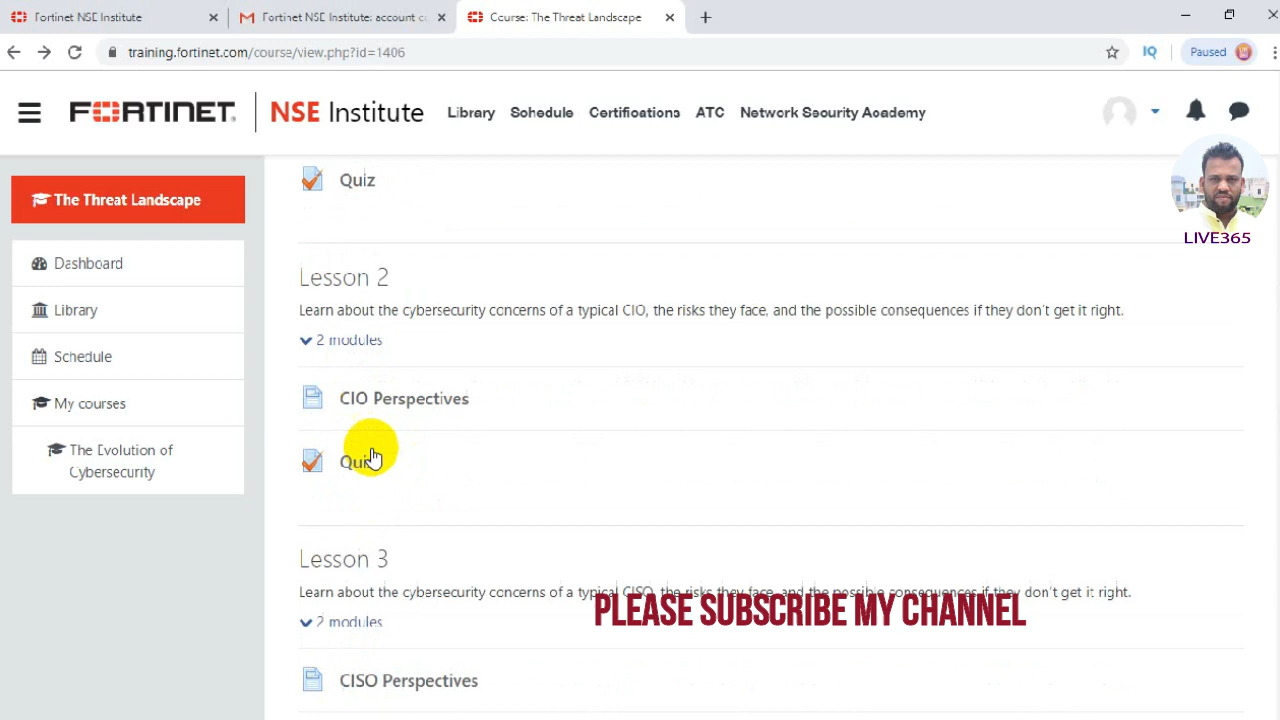 Fortinet NSE Institute
Fortinet NSE Institute: account co
Course: The Threat Landscape
training.fortinet.com/course/view.php?id=1406
IQ
Paused
FORTINET
NSE Institute
Library
Schedule
Certifications
ATC
Network Security Academy
The Threat Landscape
Dashboard
Library
Schedule
My courses
The Evolution of
Cybersecurity
Quiz
LIVE365
Lesson 2
Learn about the cybersecurity concerns of a typical CIO, the risks they face, and the possible consequences if they don't get it right.
2 modules
CIO Perspectives
Quiz
Lesson 3
Learn about the cybersecurity concerns of a typical CISO, the risks they face, and the possible consequences if they don't get it right.
PLEASE SUBSCRIBE MY CHANNEL
2 modules
CISO Perspectives